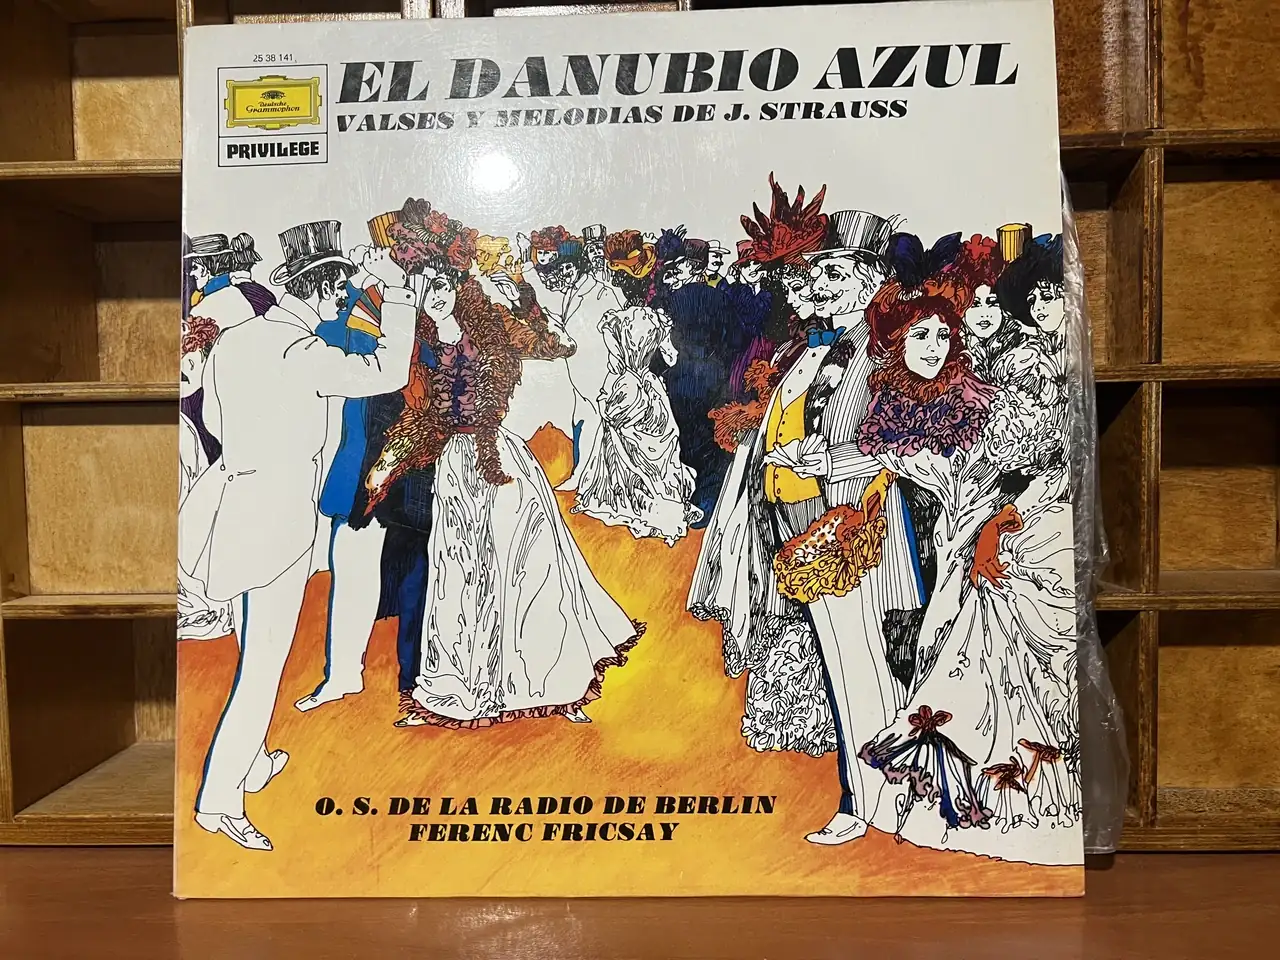 25 38 141
EL DANUBIO AZUL
VALSES Y MELODIAS DE J. STRAUSS
Deutsche
Grammophon
PRIVILEGE
O. S. DE LA RADIO DE BERLIN
FERENC FRICSAY